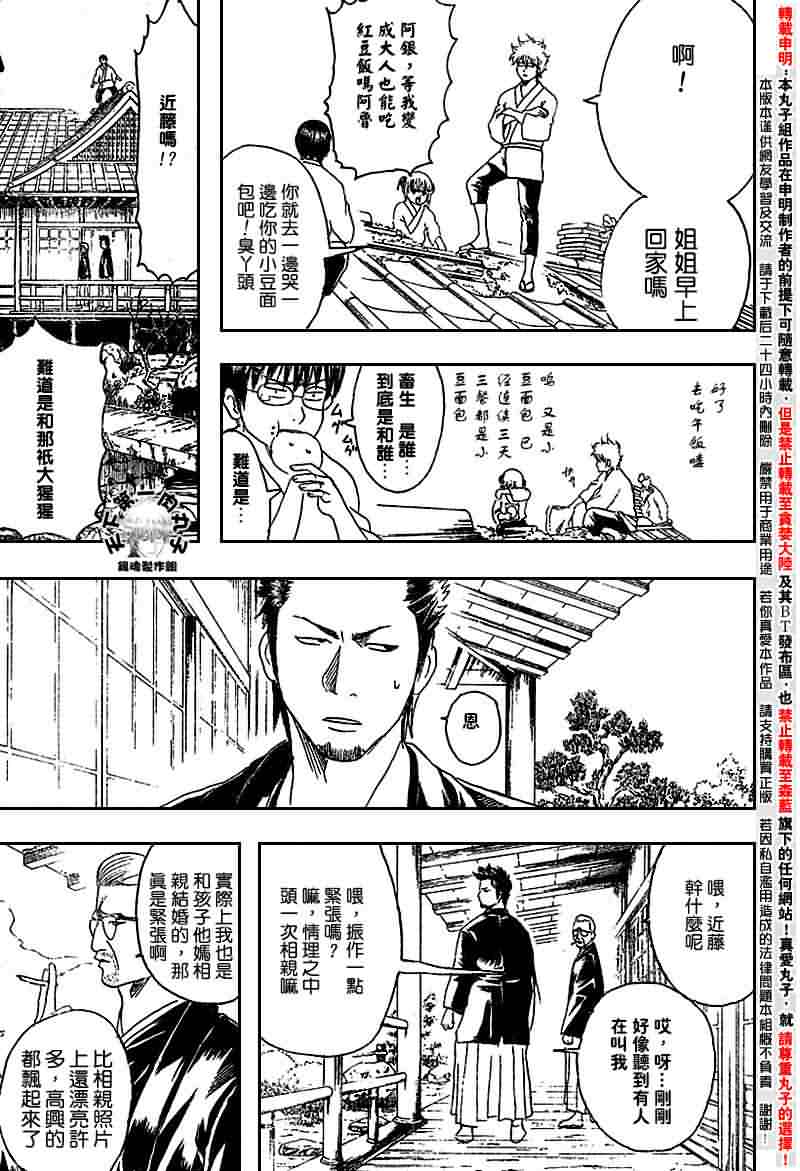 啊！
姐姐早上
回家嗎
阿銀，等我變
成大人也能吃
紅豆飯嗎阿魯
你就去一邊哭一
邊吃你的小豆面
包吧！臭丫頭
近藤嗎!?
難道是和那祇大猩猩
好了
去吃午飯嘍
嗚 又是小
豆面包 已
經連續三天
三餐都是小
豆面包
畜生 是誰…
到底是和誰…
難道是…
銀魂製作組
恩
喂，近藤
幹什麼呢
哎，呀…剛剛
好像聽到有人
在叫我
喂，振作一點
緊張嗎?
嘛，情理之中
頭一次相親嘛
實際上我也是
和孩子他媽相
親結婚的，那
真是緊張啊
比相親照片
上還漂亮許
多，高興的
都飄起來了
轉載申明：本丸子組作品在申明制作者的前提下可隨意轉載．但是禁止轉載至貪婪大陸及其BT發布區．也禁止轉載至森藍旗下的任何網站！真愛丸子．就請尊重丸子的選擇！
本版本僅供網友學習及交流 請于下載后二十四小時內刪除 嚴禁用于商業用途 若你真愛本作品 請支持購買正版 若因私自濫用造成的法律問題本組概不負責 謝謝！